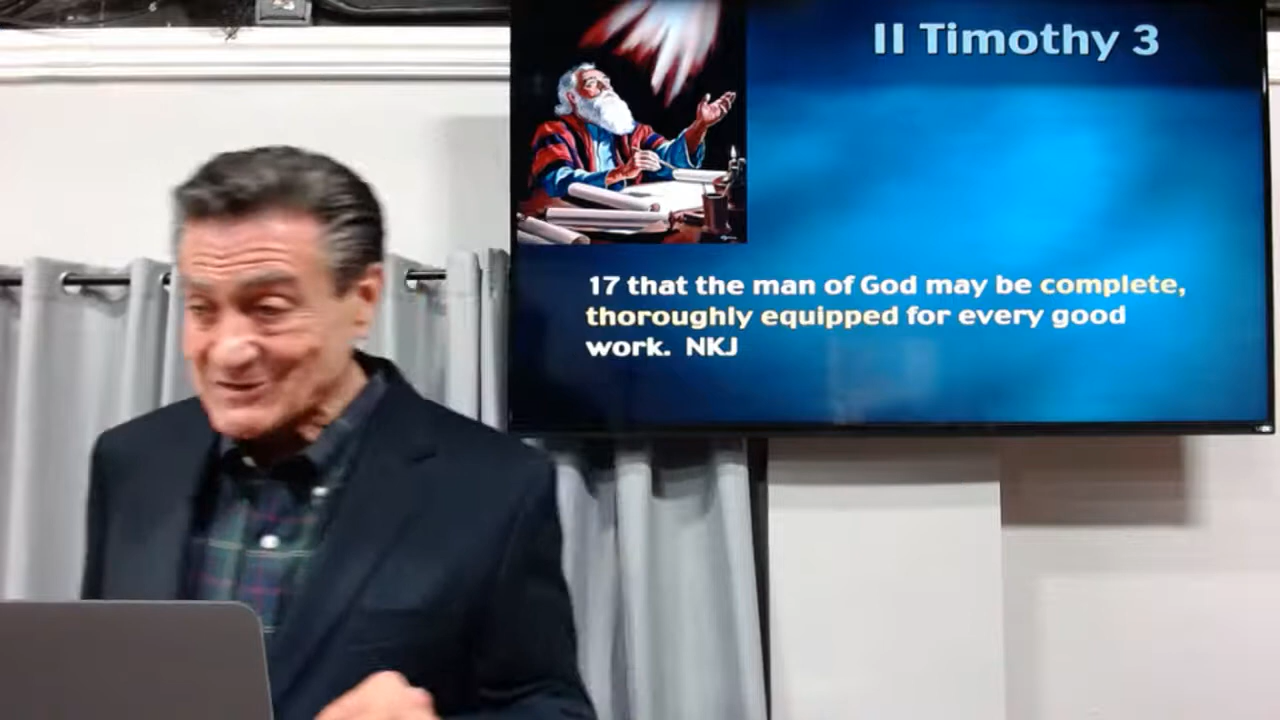 II Timothy 3
17 that the man of God may be complete,
thoroughly equipped for every good
work. NKJ